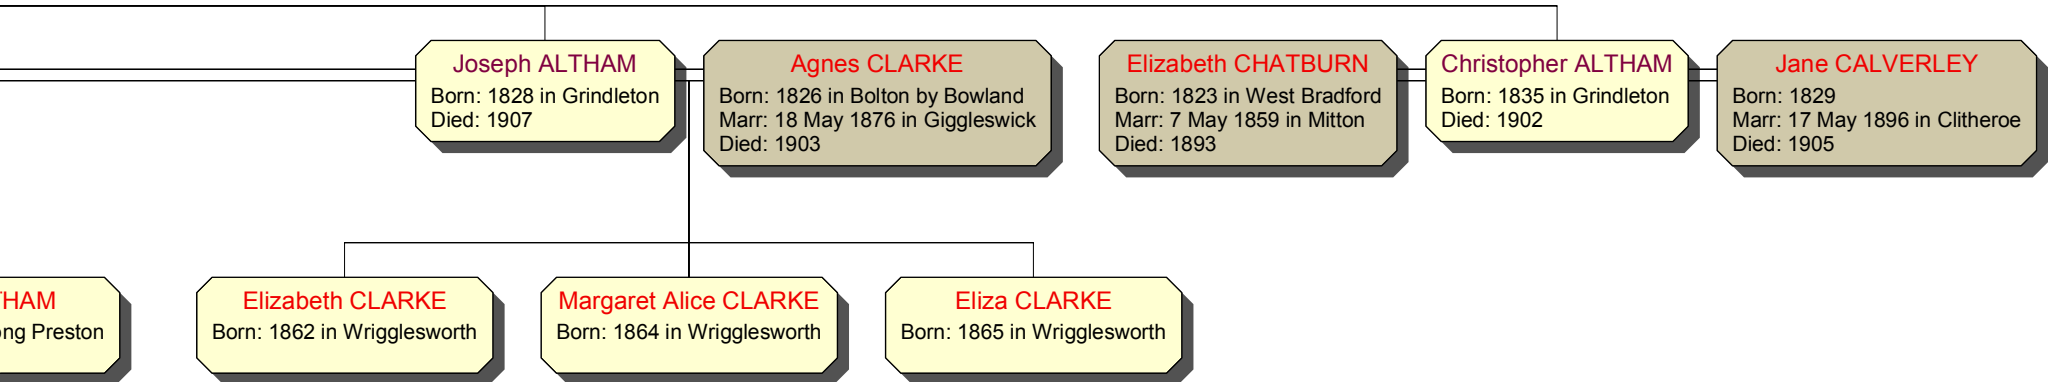 Joseph ALTHAM
Born: 1828 in Grindleton
Died: 1907
Agnes CLARKE
Born: 1826 in Bolton by Bowland
Marr: 18 May 1876 in Giggleswick
Died: 1903
Elizabeth CHATBURN
Born: 1823 in West Bradford
Marr: 7 May 1859 in Mitton
Died: 1893
Christopher ALTHAM
Born: 1835 in Grindleton
Died: 1902
Jane CALVERLEY
Born: 1829
Marr: 17 May 1896 in Clitheroe
Died: 1905
THAM
ong Preston
Elizabeth CLARKE
Born: 1862 in Wrigglesworth
Margaret Alice CLARKE
Born: 1864 in Wrigglesworth
Eliza CLARKE
Born: 1865 in Wrigglesworth